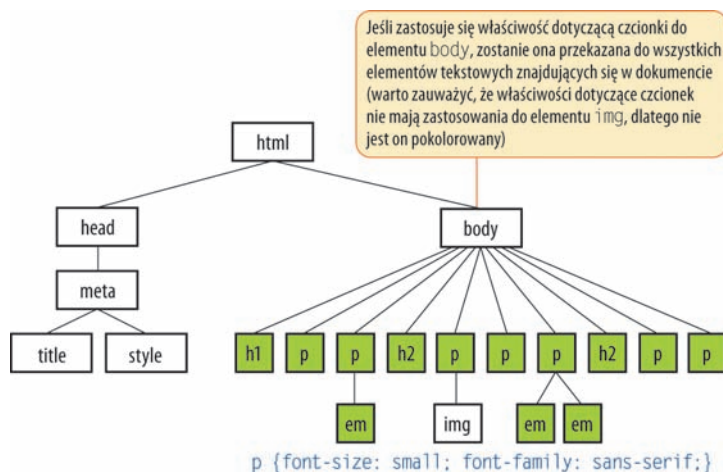 Jeśli zastosuje się właściwość dotyczącą czcionki do
elementu body, zostanie ona przekazana do wszystkich
elementów tekstowych znajdujących się w dokumencie
(warto zauważyć, że właściwości dotyczące czcionek
nie mają zastosowania do elementu img, dlatego nie
jest on pokolorowany)
html
head
body
meta
title style
h1 p p h2 p p p h2 p p
em img em em
p {font-size: small; font-family: sans-serif;}